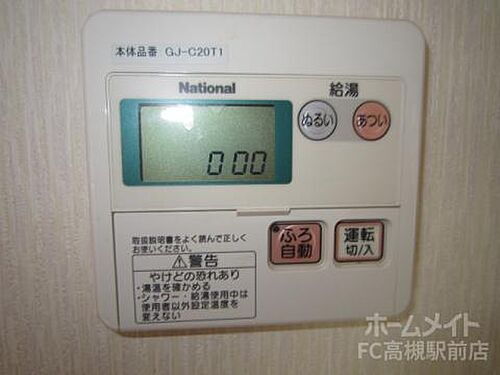 本体品番 GJ-C20T1
National
給湯
ぬるい
あつい
0:00
取扱説明書をよく読んで正しく
お使いください。
⚠警告
やけどの恐れあり
・湯温を確かめる
・シャワー・給湯使用中は
使用者以外設定温度を
変えない
ふろ
自動
運転
切/入
ホームメイト
FC高槻駅前店